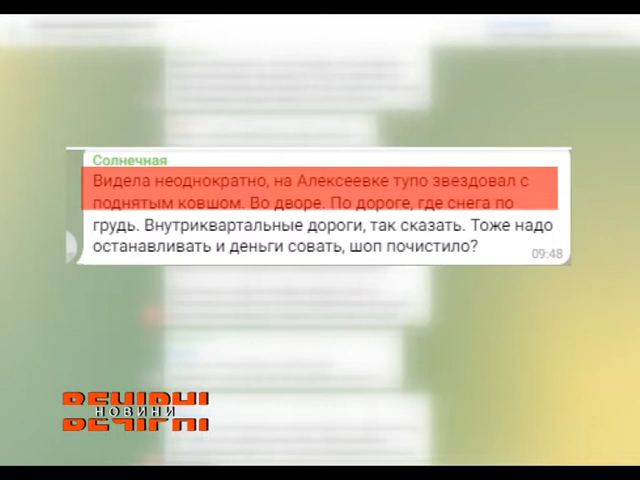 Солнечная
Видела неоднократно, на Алексеевке тупо звездовал с
поднятым ковшом. Во дворе. По дороге, где снега по
грудь. Внутриквартальные дороги, так сказать. Тоже надо
останавливать и деньги совать, шоп почистило?
09:48
ВЕЧІРНІ
НОВИНИ